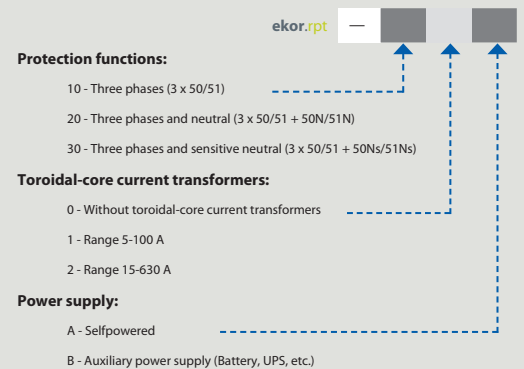 ekor.rpt —
Protection functions:
10 - Three phases (3 x 50/51)
20 - Three phases and neutral (3 x 50/51 + 50N/51N)
30 - Three phases and sensitive neutral (3 x 50/51 + 50Ns/51Ns)
Toroidal-core current transformers:
0 - Without toroidal-core current transformers
1 - Range 5-100 A
2 - Range 15-630 A
Power supply:
A - Selfpowered
B - Auxiliary power supply (Battery, UPS, etc.)